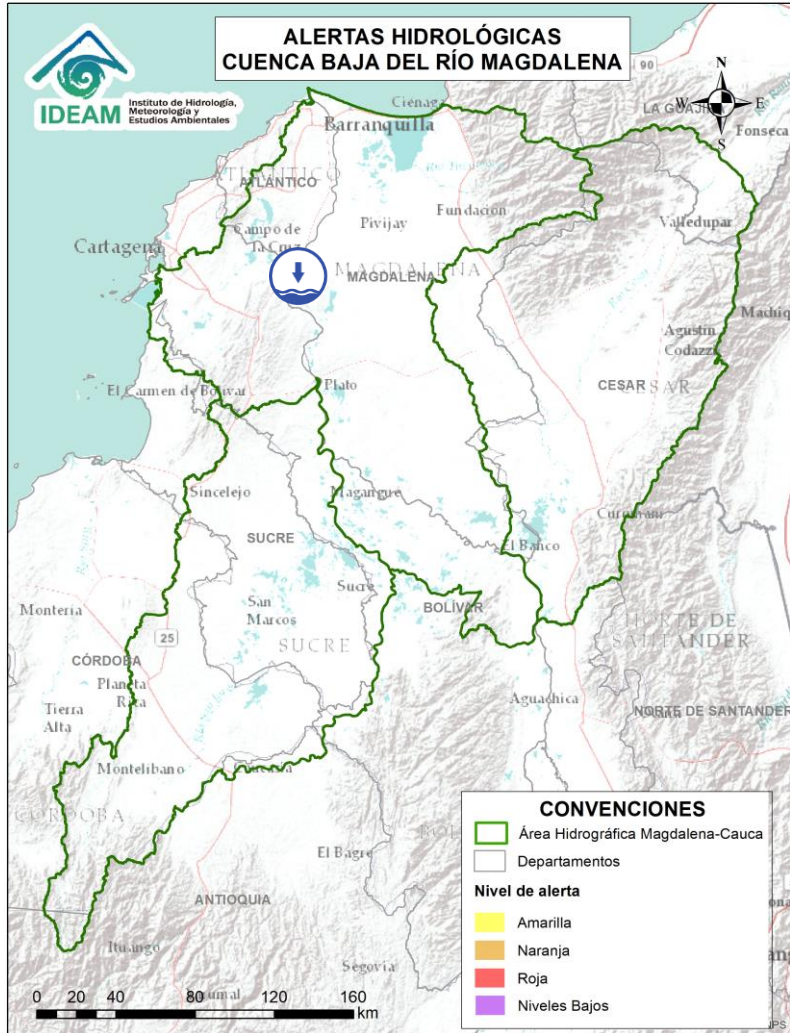 ALERTAS HIDROLÓGICAS
CUENCA BAJA DEL RÍO MAGDALENA
IDEAM
Instituto de Hidrología,
Meteorología y
Estudios Ambientales
90
N
W E
S
LA GUAJIRA
Fonseca
Ciénaga
Barranquilla
ATLÁNTICO
ATLÁNTICO
Pivijay
Fundación
Valledupar
Campo de
la Cruz
Cartagena
MAGDALENA
MAGDALENA
Agustín
Codazzi
CESAR
CESAR
El Carmen de Bolívar
Plato
Sincelejo
Magangue
Curumani
SUCRE
El Banco
Sucre
San
Marcos
BOLÍVAR
Montería
SUCRE
NORTE DE
SANTANDER
25
CÓRDOBA
Planeta
Rica
Tierra
Alta
Aguachica
NORTE DE SANTANDER
Montelibano
CÓRDOBA
El Bagre
ANTIOQUIA
Ituango
Segovia
CONVENCIONES
Área Hidrográfica Magdalena-Cauca
Departamentos
Nivel de alerta
Amarilla
Naranja
Roja
Niveles Bajos
0 20 40 80 120 160
km